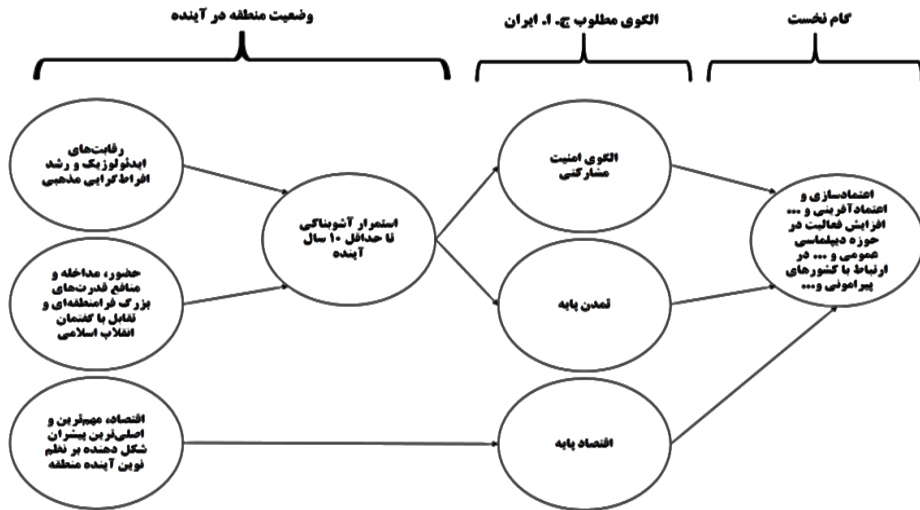 گام نخست
الگوی مطلوب ج. ا. ایران
وضعیت منطقه در آینده
رقابت‌های
ایدئولوژیک و رشد
افراط‌گرایی مذهبی
حضور، مداخله و
منافع قدرت‌های
بزرگ فرامنطقه‌ای و
تقابل با گفتمان
انقلاب اسلامی
اقتصاد، مهم‌ترین و
اصلی‌ترین پیشران
شکل دهنده بر نظم
نوین آینده منطقه
استمرار آشوبناکی
تا حداقل ۱۰ سال
آینده
الگوی امنیت
مشارکتی
تمدن پایه
اقتصاد پایه
اعتمادسازی و
اعتمادآفرینی و ...
افزایش فعالیت در
حوزه دیپلماسی
عمومی و ... در
ارتباط با کشورهای
پیرامونی و...